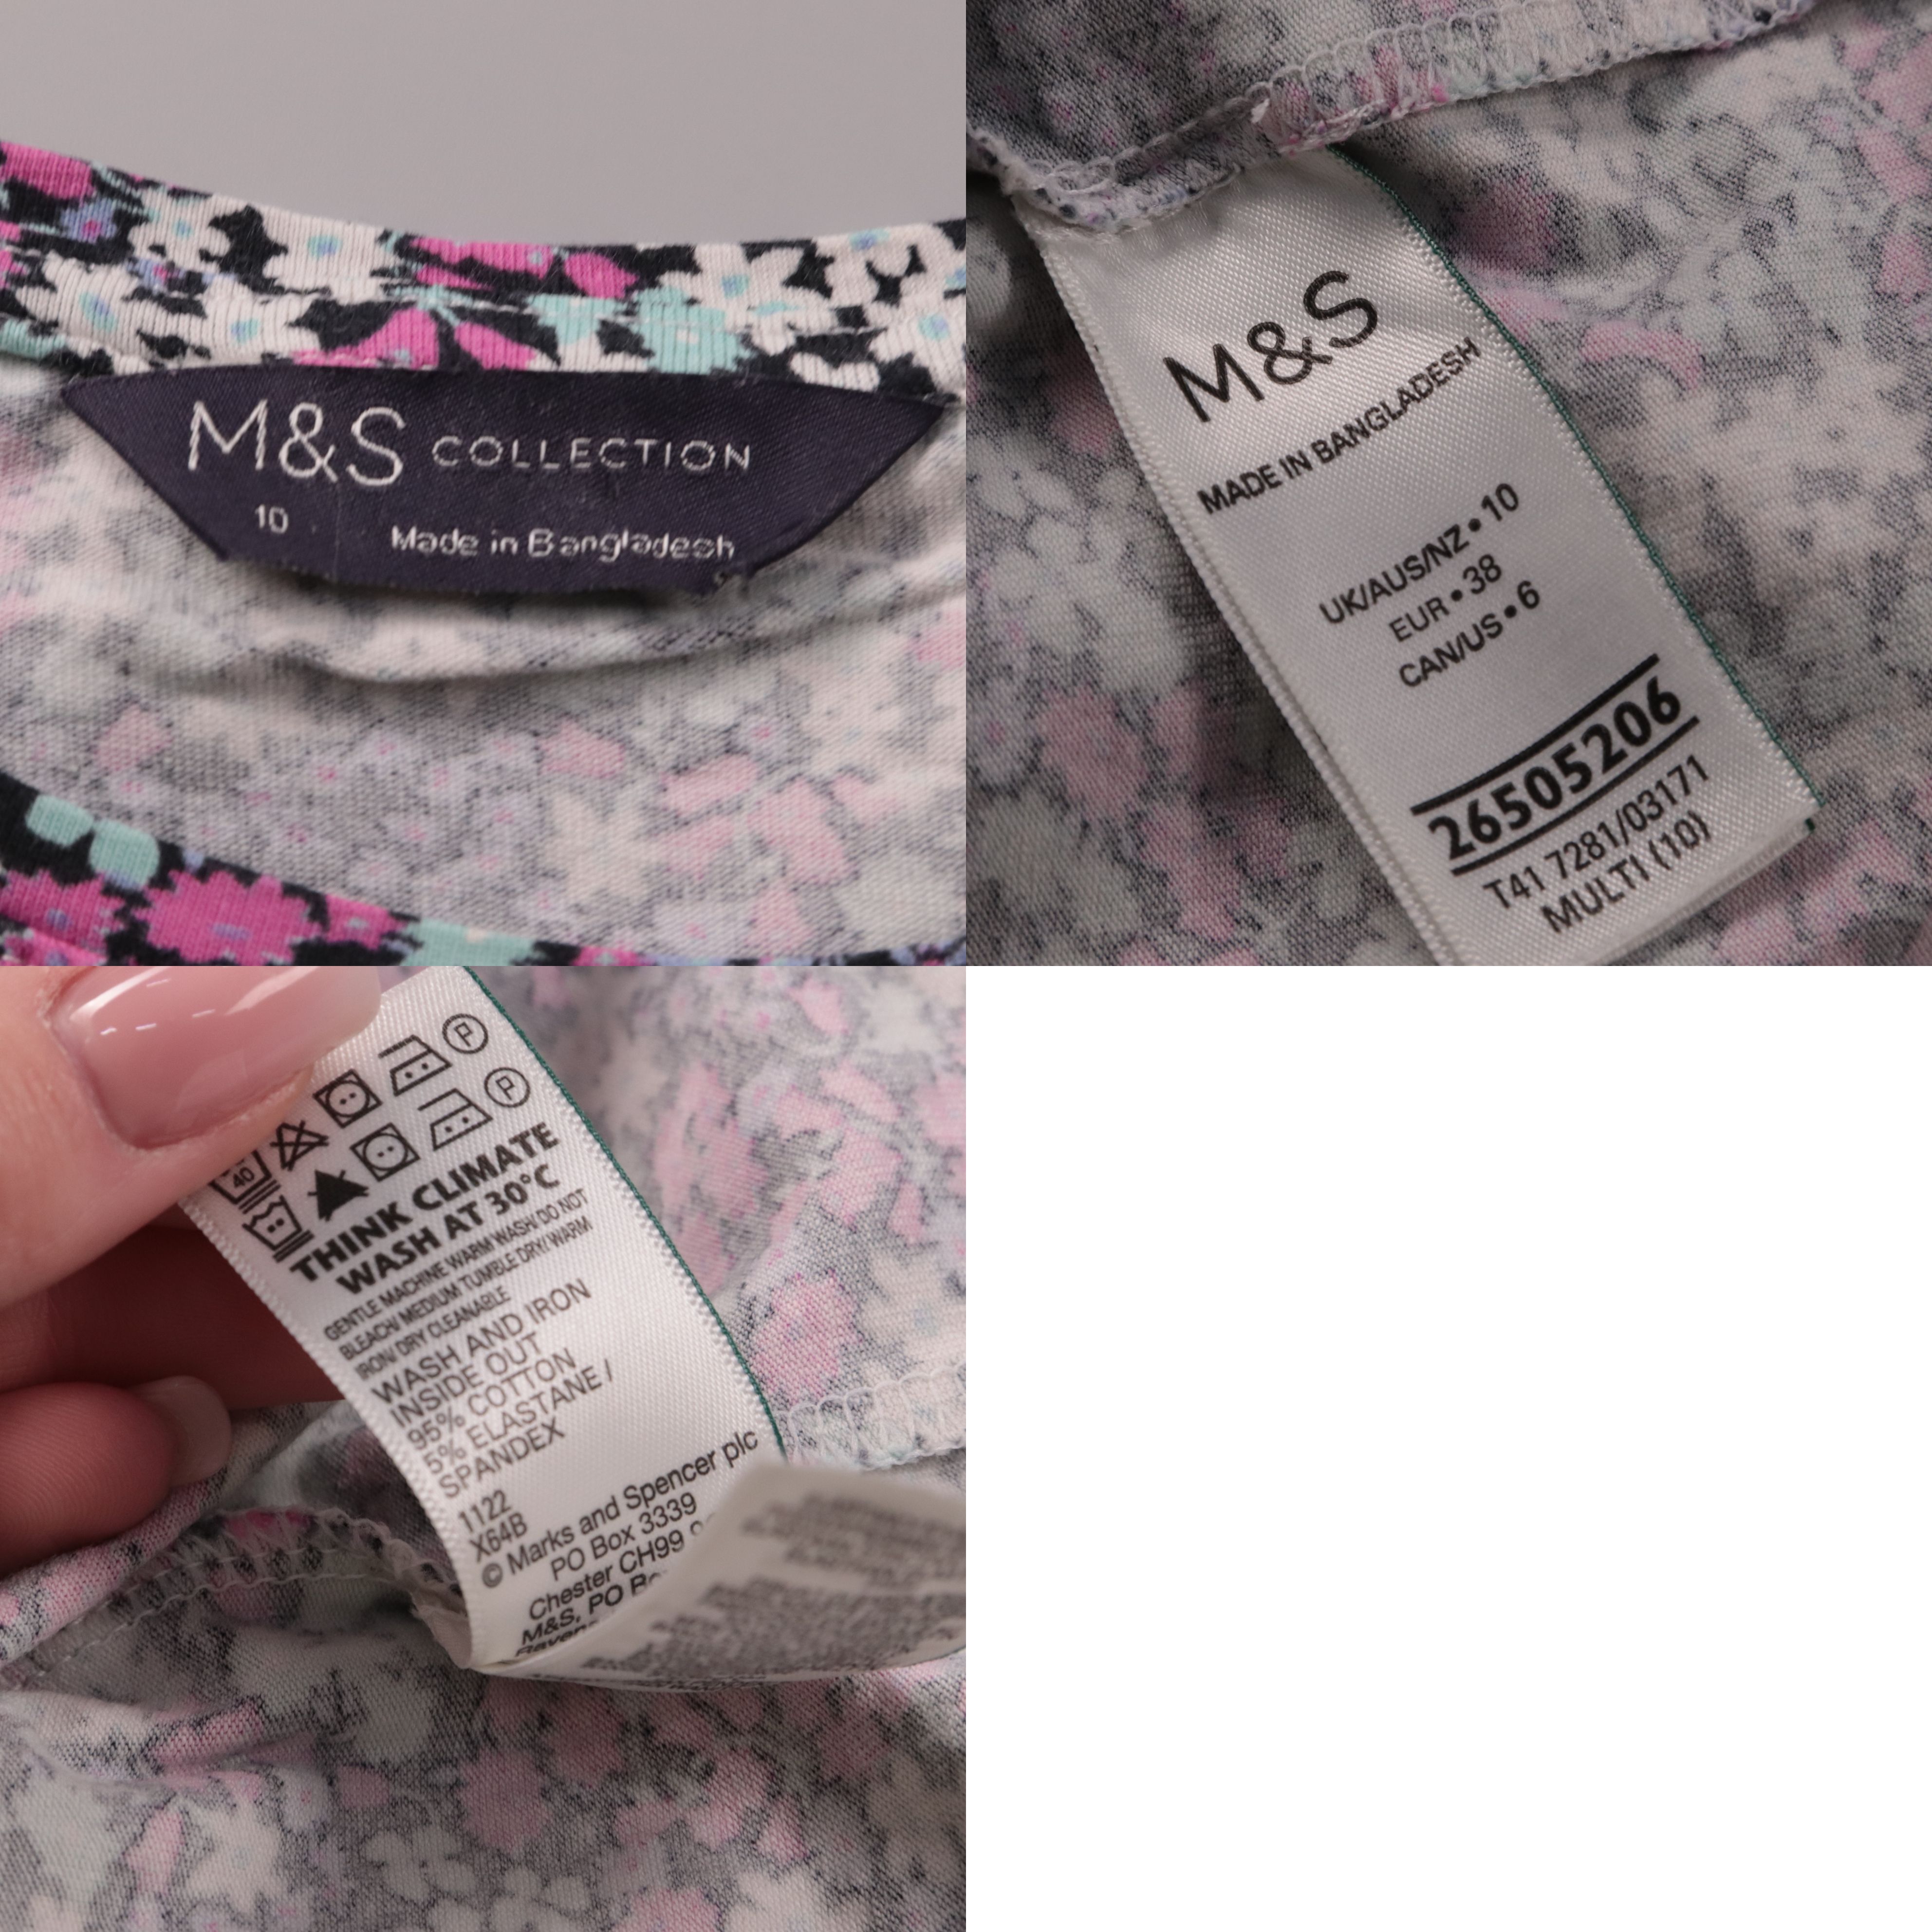 M&S COLLECTION
10 Made in Bangladesh
M&S
MADE IN BANGLADESH
UK/AUS/NZ • 10
EUR • 38
CAN/US • 6
26505206
T41 7281/03171
MULTI (10)
P
P
40
THINK CLIMATE
WASH AT 30°C
GENTLE MACHINE WARM WASH/ DO NOT
BLEACH/ MEDIUM TUMBLE DRY/ WARM
IRON/ DRY CLEANABLE
WASH AND IRON
INSIDE OUT
95% COTTON
5% ELASTANE /
SPANDEX
1122
X64B
© Marks and Spencer plc
PO Box 3339
Chester CH99
M&S, PO